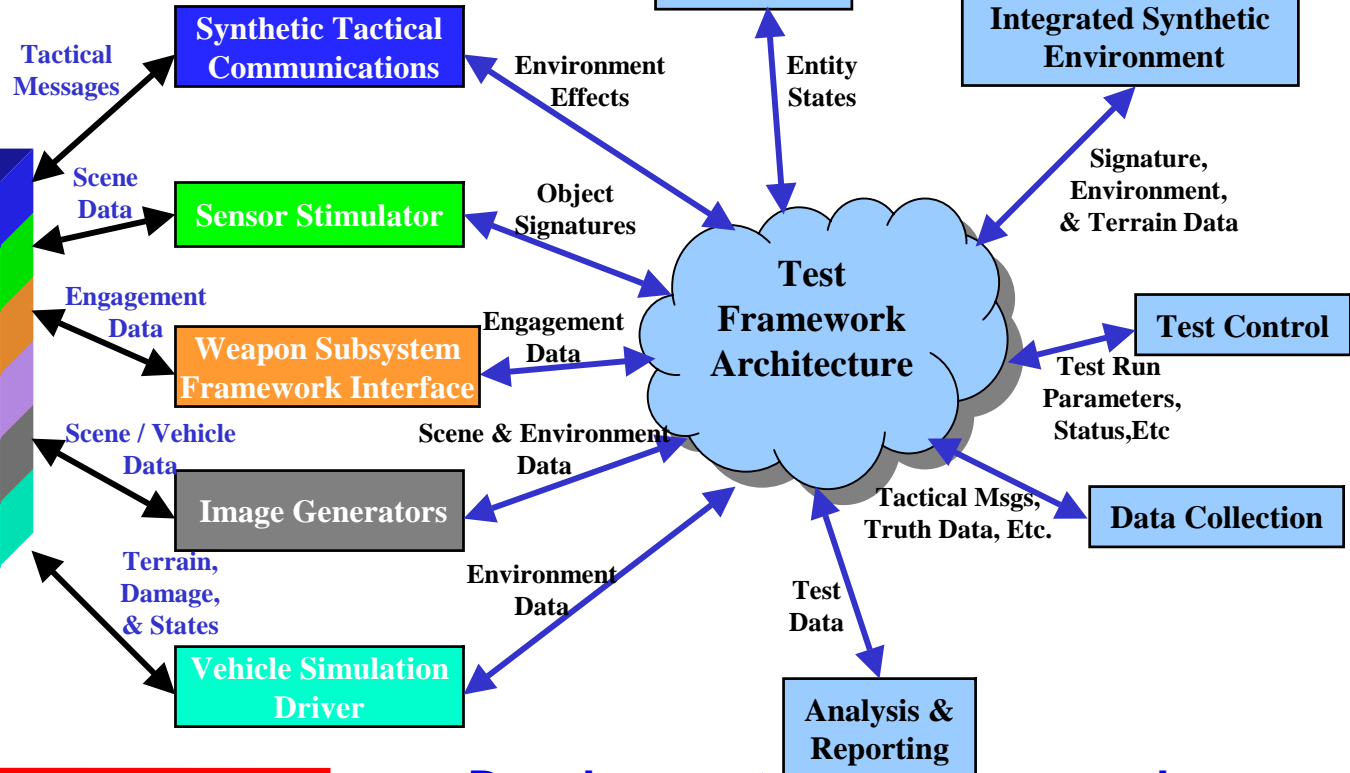 Synthetic Tactical
Communications
Integrated Synthetic
Environment
Tactical
Messages
Environment
Effects
Entity
States
Signature,
Environment,
& Terrain Data
Scene
Data
Sensor Stimulator
Object
Signatures
Test
Framework
Architecture
Engagement
Data
Weapon Subsystem
Framework Interface
Engagement
Data
Test Control
Test Run
Parameters,
Status,Etc
Scene / Vehicle
Data
Image Generators
Scene & Environment
Data
Tactical Msgs,
Truth Data, Etc.
Data Collection
Terrain,
Damage,
& States
Environment
Data
Test
Data
Vehicle Simulation
Driver
Analysis &
Reporting